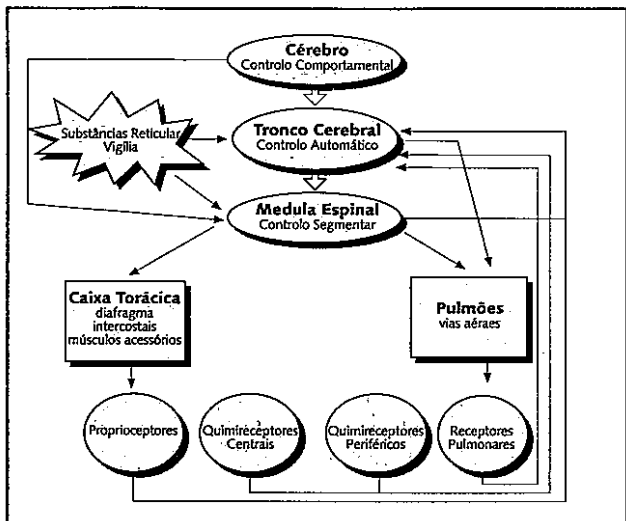 Cérebro
Controlo Comportamental
Substâncias Reticular
Vigília
Tronco Cerebral
Controlo Automático
Medula Espinal
Controlo Segmentar
Caixa Torácica
diafragma
intercostais
músculos acessórios
Pulmões
vias aéraes
Proprioceptores
Quimireceptores
Centrais
Quimireceptores
Periféricos
Receptores
Pulmonares